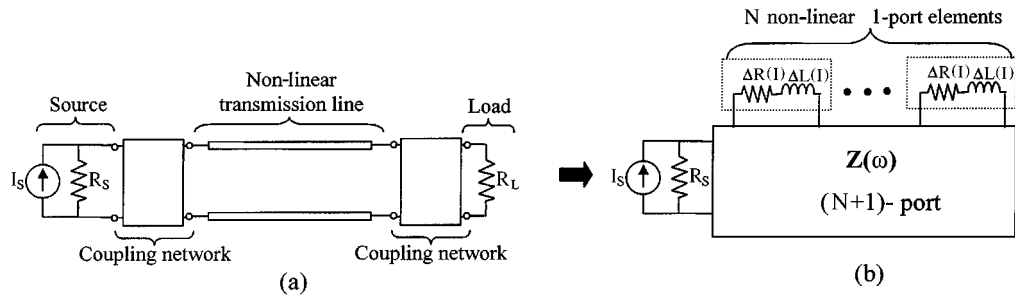 Source
Non-linear
transmission line
Load
I_S
R_S
R_L
Coupling network
Coupling network
(a)
N non-linear 1-port elements
ΔR(I) ΔL(I)
ΔR(I) ΔL(I)
I_S
R_S
Z(ω)
(N+1)- port
(b)